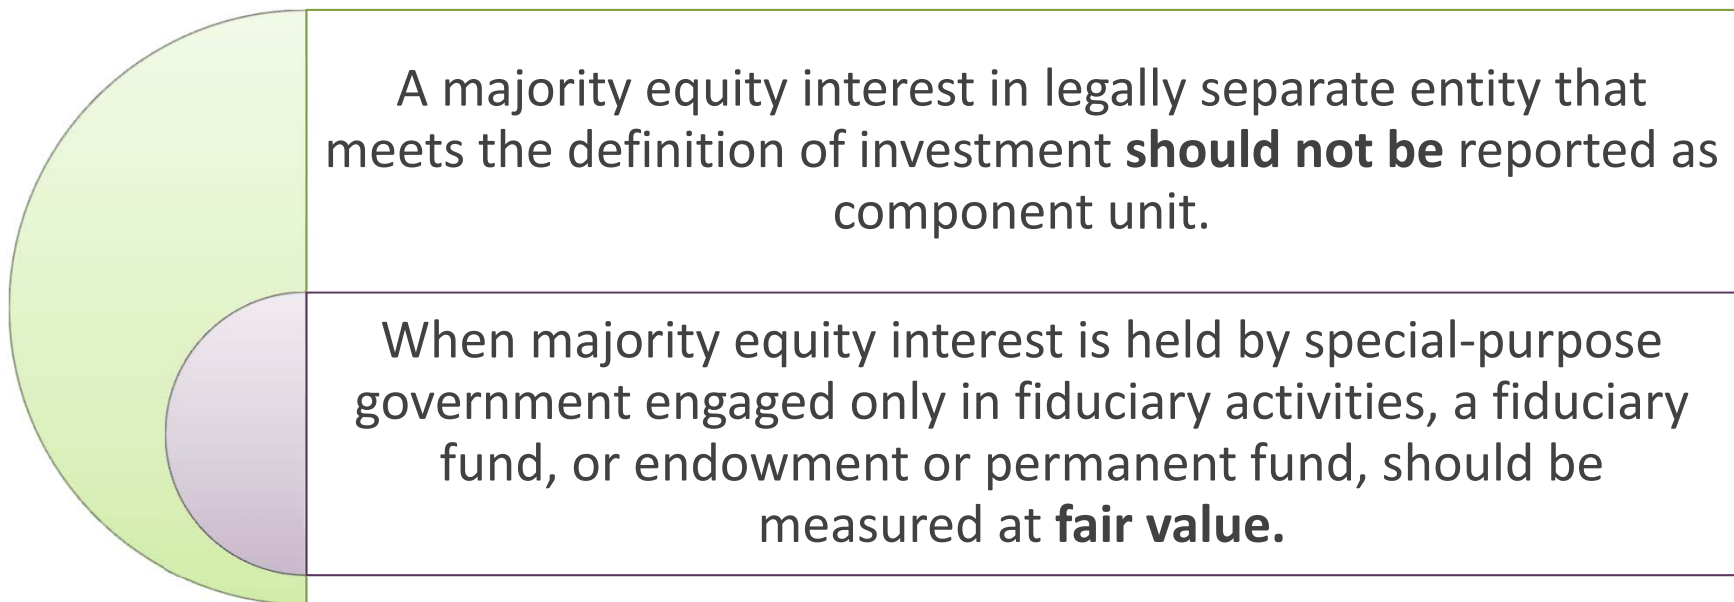 A majority equity interest in legally separate entity that
meets the definition of investment should not be reported as
component unit.
When majority equity interest is held by special-purpose
government engaged only in fiduciary activities, a fiduciary
fund, or endowment or permanent fund, should be
measured at fair value.